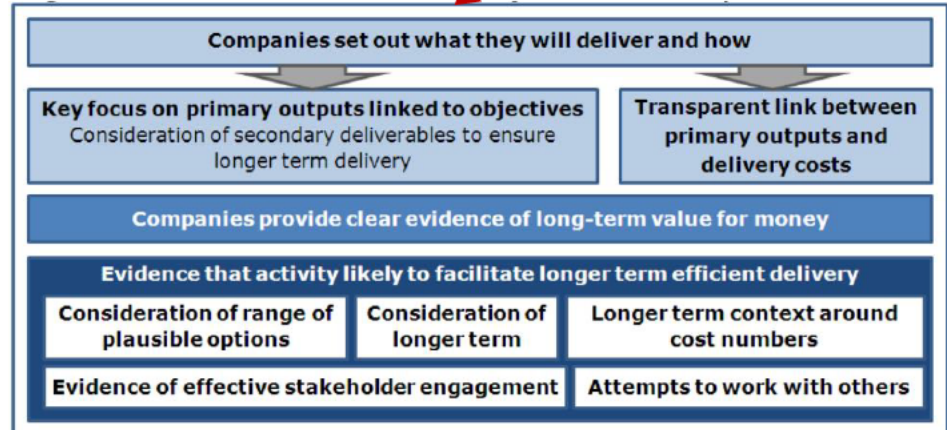 Companies set out what they will deliver and how
Key focus on primary outputs linked to objectives
Consideration of secondary deliverables to ensure
longer term delivery
Transparent link between
primary outputs and
delivery costs
Companies provide clear evidence of long-term value for money
Evidence that activity likely to facilitate longer term efficient delivery
Consideration of range of
plausible options
Consideration of
longer term
Longer term context around
cost numbers
Evidence of effective stakeholder engagement
Attempts to work with others